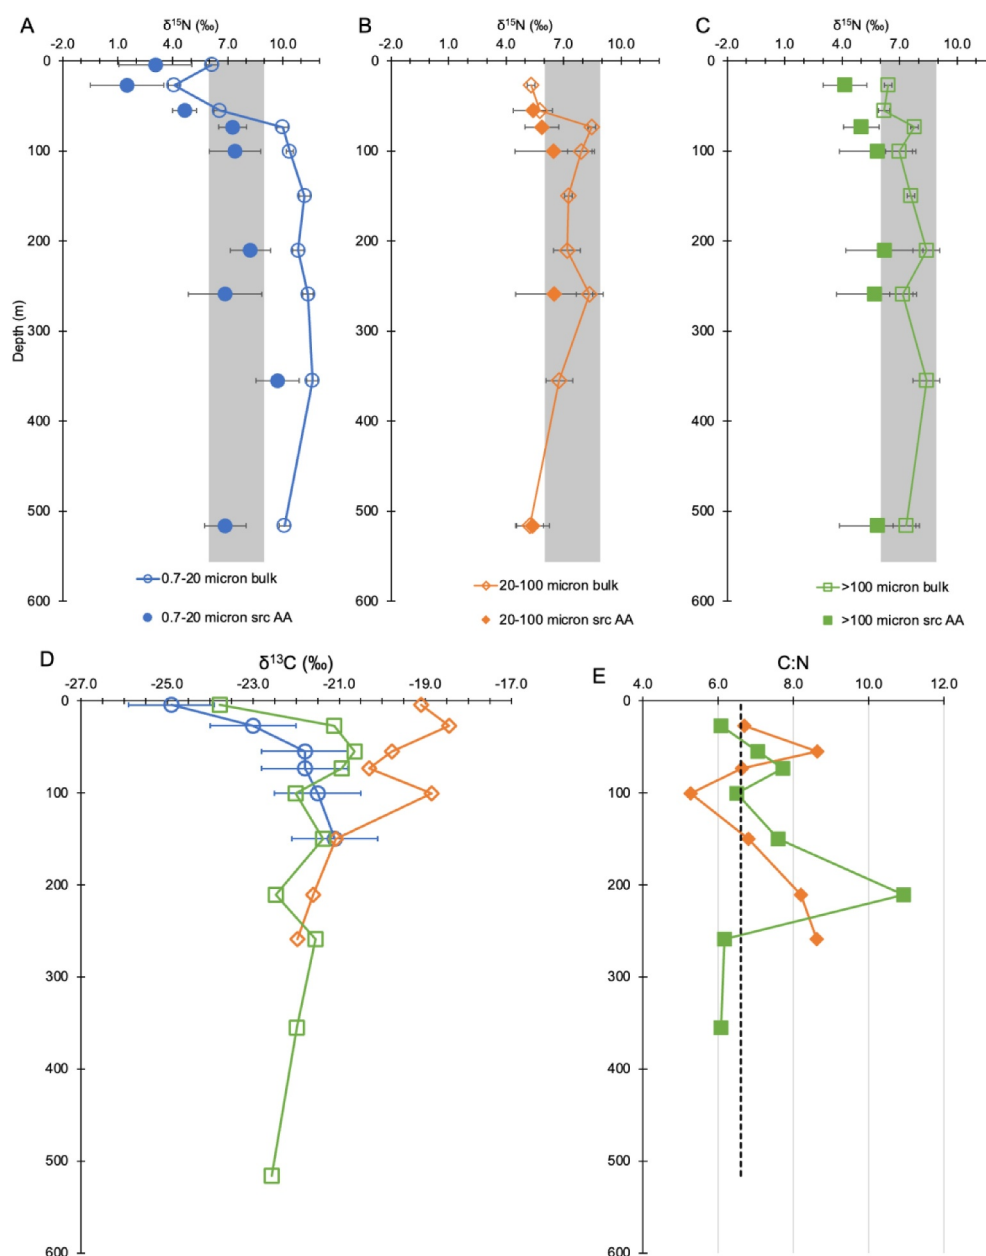 A
δ¹⁵N (‰)
-2.0 1.0 4.0 7.0 10.0
0
100
200
300
400
500
600
Depth (m)
0.7-20 micron bulk
0.7-20 micron src AA
B
δ¹⁵N (‰)
-2.0 1.0 4.0 7.0 10.0
0
100
200
300
400
500
600
20-100 micron bulk
20-100 micron src AA
C
δ¹⁵N (‰)
-2.0 1.0 4.0 7.0 10.0
0
100
200
300
400
500
600
>100 micron bulk
>100 micron src AA
D
δ¹³C (‰)
-27.0 -25.0 -23.0 -21.0 -19.0 -17.0
0
100
200
300
400
500
600
E
C:N
4.0 6.0 8.0 10.0 12.0
0
100
200
300
400
500
600